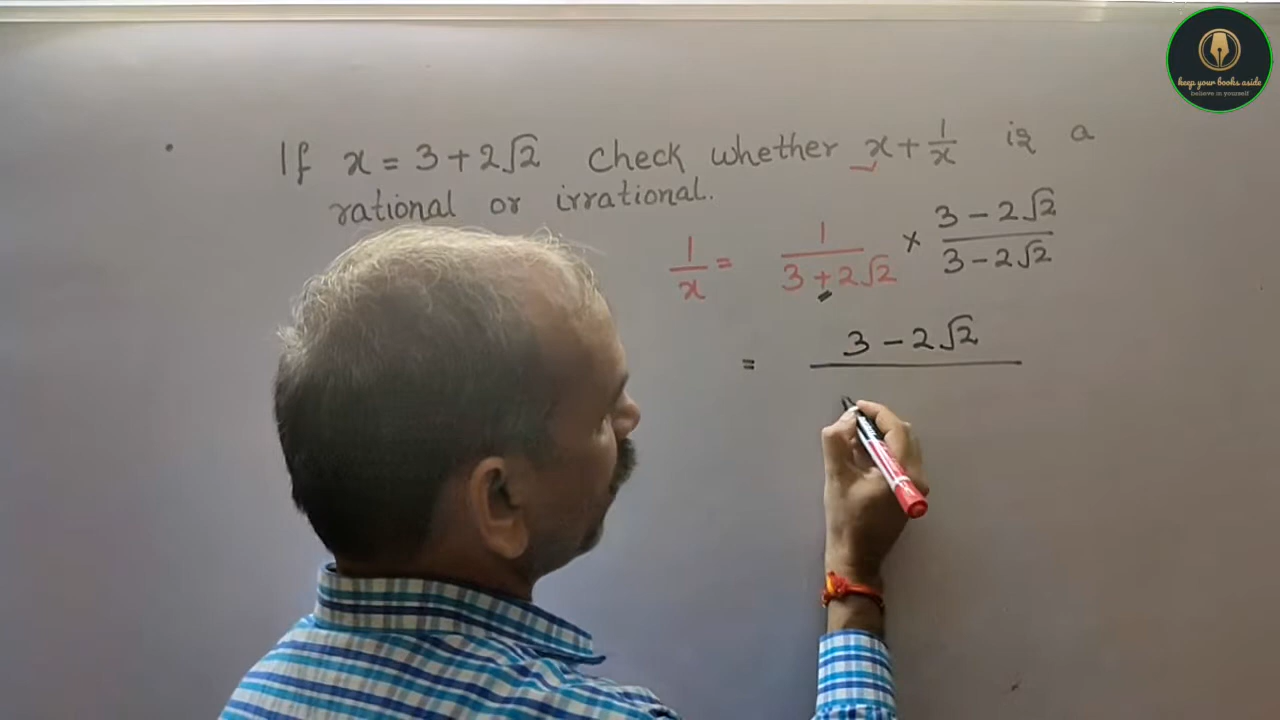 If x = 3 + 2√2 Check whether x + 1/x is a
rational or irrational.
1/x = 1/(3 + 2√2) × (3 - 2√2)/(3 - 2√2)
= 3 - 2√2
keep your books aside
believe in yourself